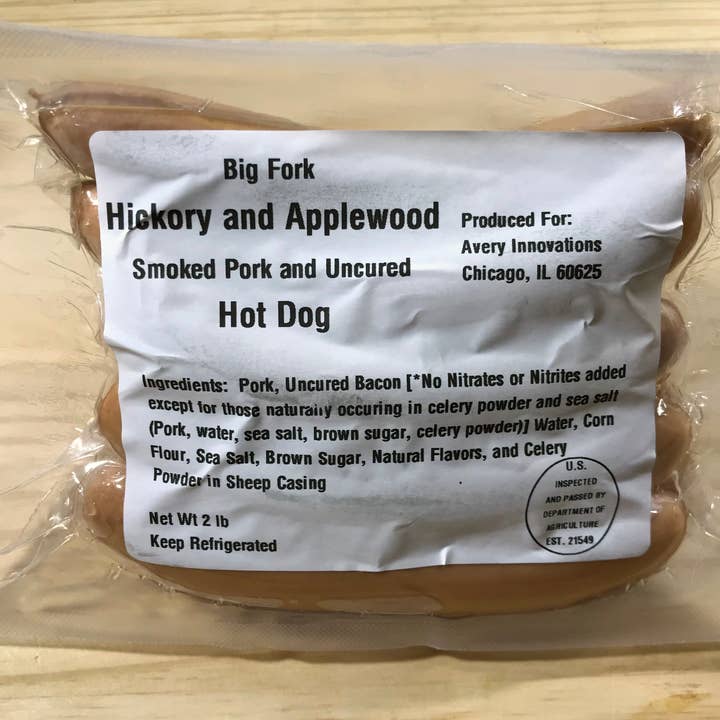 Big Fork
Hickory and Applewood
Smoked Pork and Uncured
Hot Dog
Produced For:
Avery Innovations
Chicago, IL 60625
Ingredients: Pork, Uncured Bacon [*No Nitrates or Nitrites added
except for those naturally occuring in celery powder and sea salt
(Pork, water, sea salt, brown sugar, celery powder)] Water, Corn
Flour, Sea Salt, Brown Sugar, Natural Flavors, and Celery
Powder in Sheep Casing
Net Wt 2 lb
Keep Refrigerated
U.S.
INSPECTED
AND PASSED BY
DEPARTMENT OF
AGRICULTURE
EST. 21549